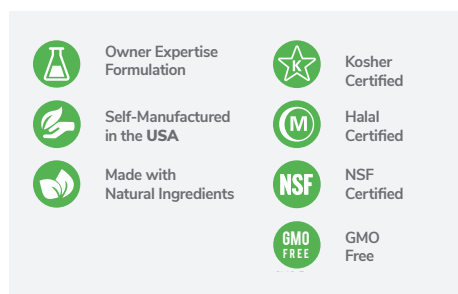 Owner Expertise
Formulation
Self-Manufactured
in the USA
Made with
Natural Ingredients
K
Kosher
Certified
M
Halal
Certified
NSF
NSF
Certified
GMO
FREE
GMO
Free